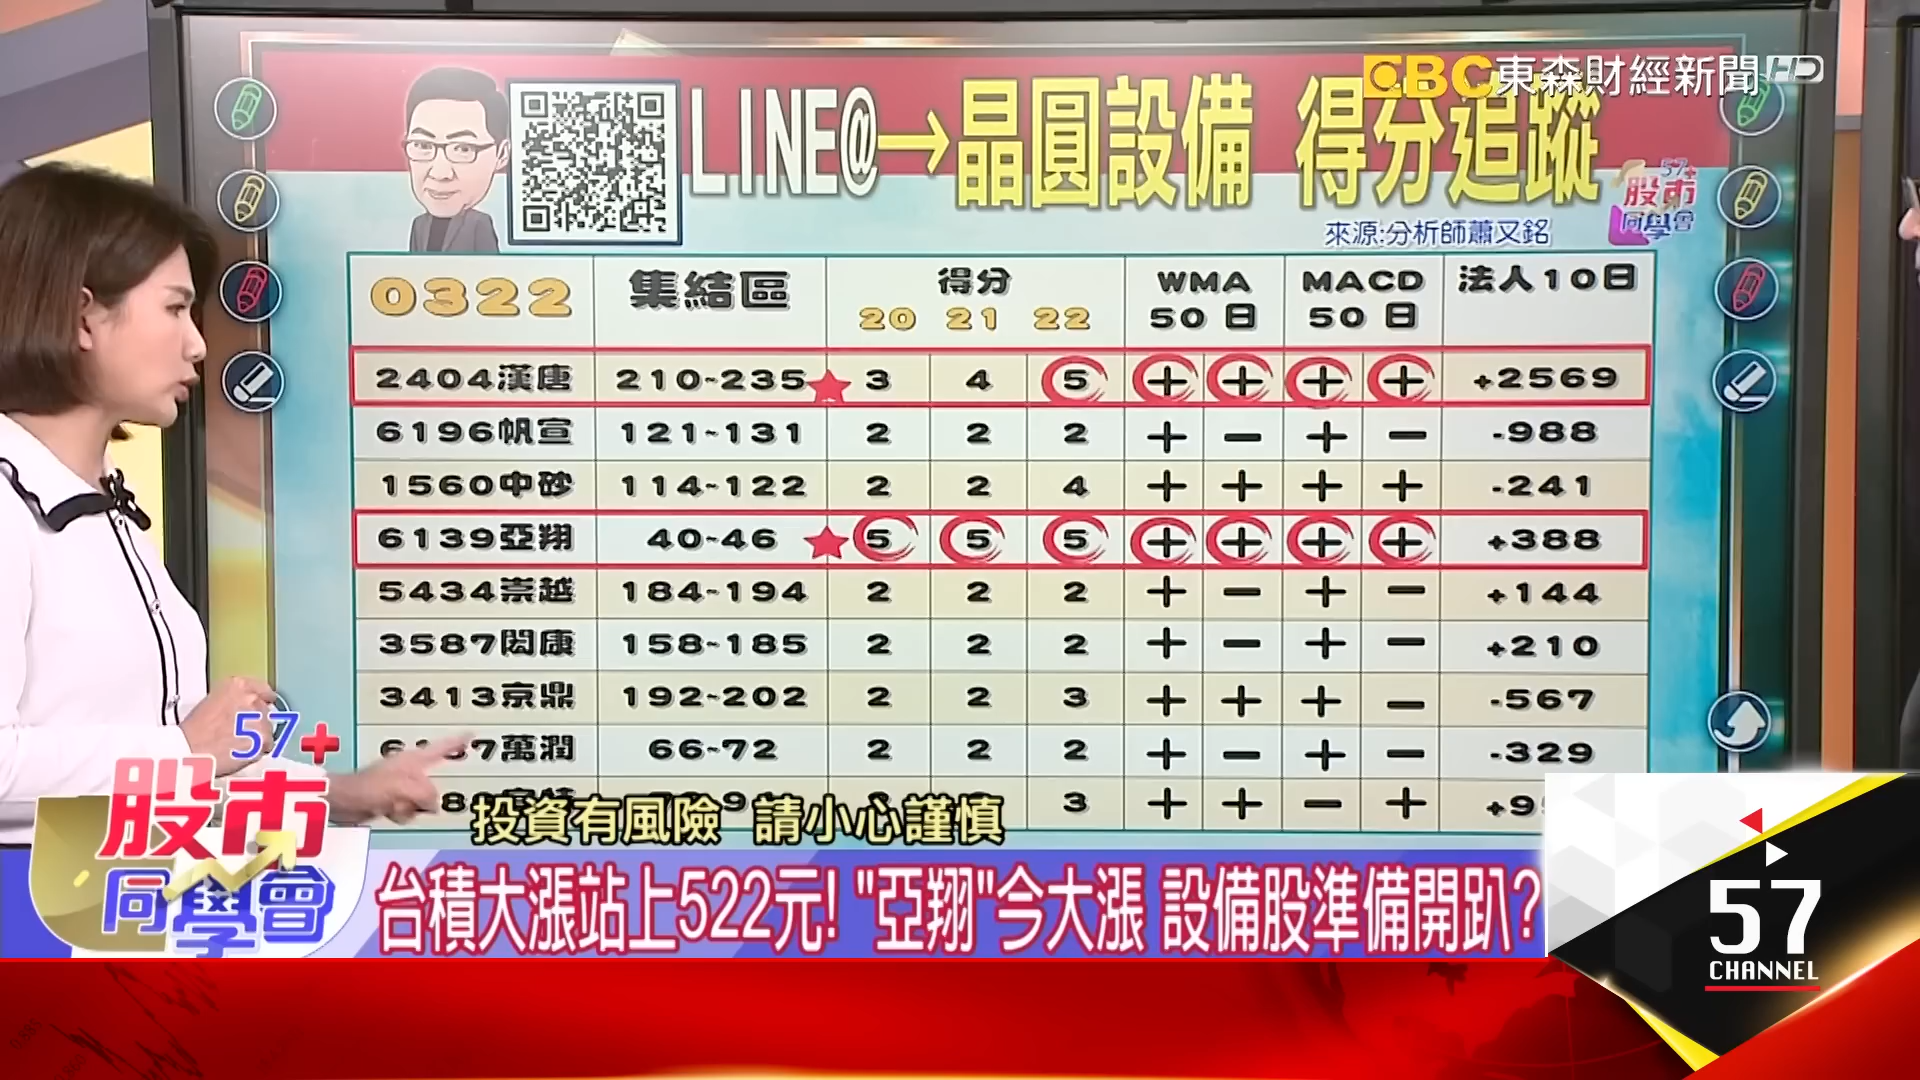 EBC東森財經新聞HD
LINE@→晶圓設備 得分追蹤
57+
股市
同學會
來源:分析師蕭又銘
0322 集結區 得分 20 21 22 WMA 50日 MACD 50日 法人10日
2404漢唐 210-235 ★ 3 4 5 + + + + +2569
6196帆宣 121-131 2 2 2 + − + − -988
1560中砂 114-122 2 2 4 + + + + -241
6139亞翔 40-46 ★ 5 5 5 + + + + +388
5434崇越 184-194 2 2 2 + − + − +144
3587閎康 158-185 2 2 2 + − + − +210
3413京鼎 192-202 2 2 3 + + + − -567
萬潤 66-72 2 2 2 + − + − -329
3 + + − +
投資有風險 請小心謹慎
57+
股市
同學會
台積大漲站上522元! "亞翔"今大漲 設備股準備開趴?
57
CHANNEL